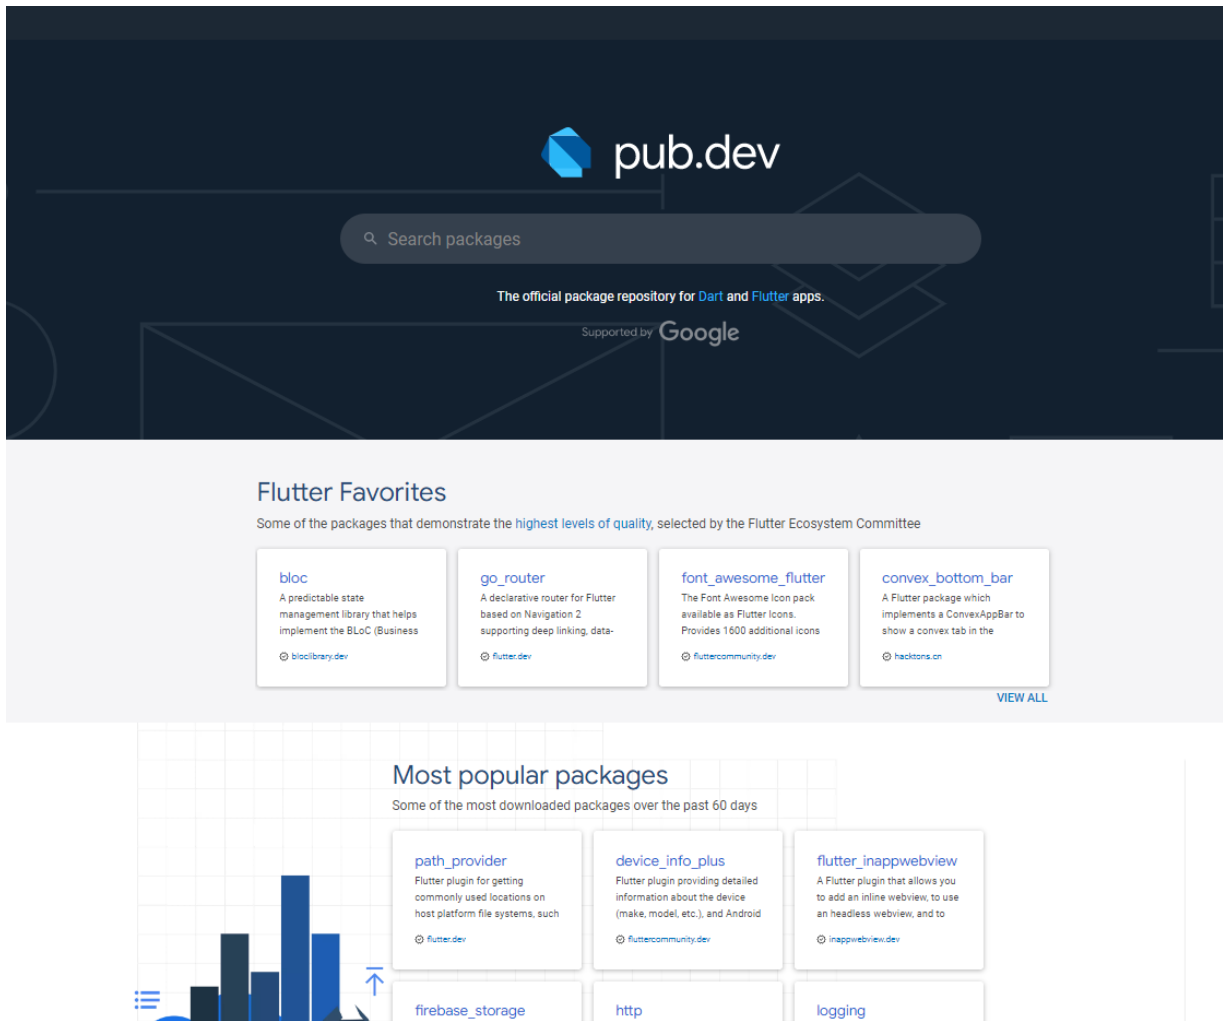 pub.dev
Search packages
The official package repository for Dart and Flutter apps.
Supported by Google
Flutter Favorites
Some of the packages that demonstrate the highest levels of quality, selected by the Flutter Ecosystem Committee
bloc
A predictable state
management library that helps
implement the BLoC (Business
bloclibrary.dev
go_router
A declarative router for Flutter
based on Navigation 2
supporting deep linking, data-
flutter.dev
font_awesome_flutter
The Font Awesome Icon pack
available as Flutter Icons.
Provides 1600 additional icons
fluttercommunity.dev
convex_bottom_bar
A Flutter package which
implements a ConvexAppBar to
show a convex tab in the
hacktons.cn
VIEW ALL
Most popular packages
Some of the most downloaded packages over the past 60 days
path_provider
Flutter plugin for getting
commonly used locations on
host platform file systems, such
flutter.dev
device_info_plus
Flutter plugin providing detailed
information about the device
(make, model, etc.), and Android
fluttercommunity.dev
flutter_inappwebview
A Flutter plugin that allows you
to add an inline webview, to use
an headless webview, and to
inappwebview.dev
firebase_storage
http
logging